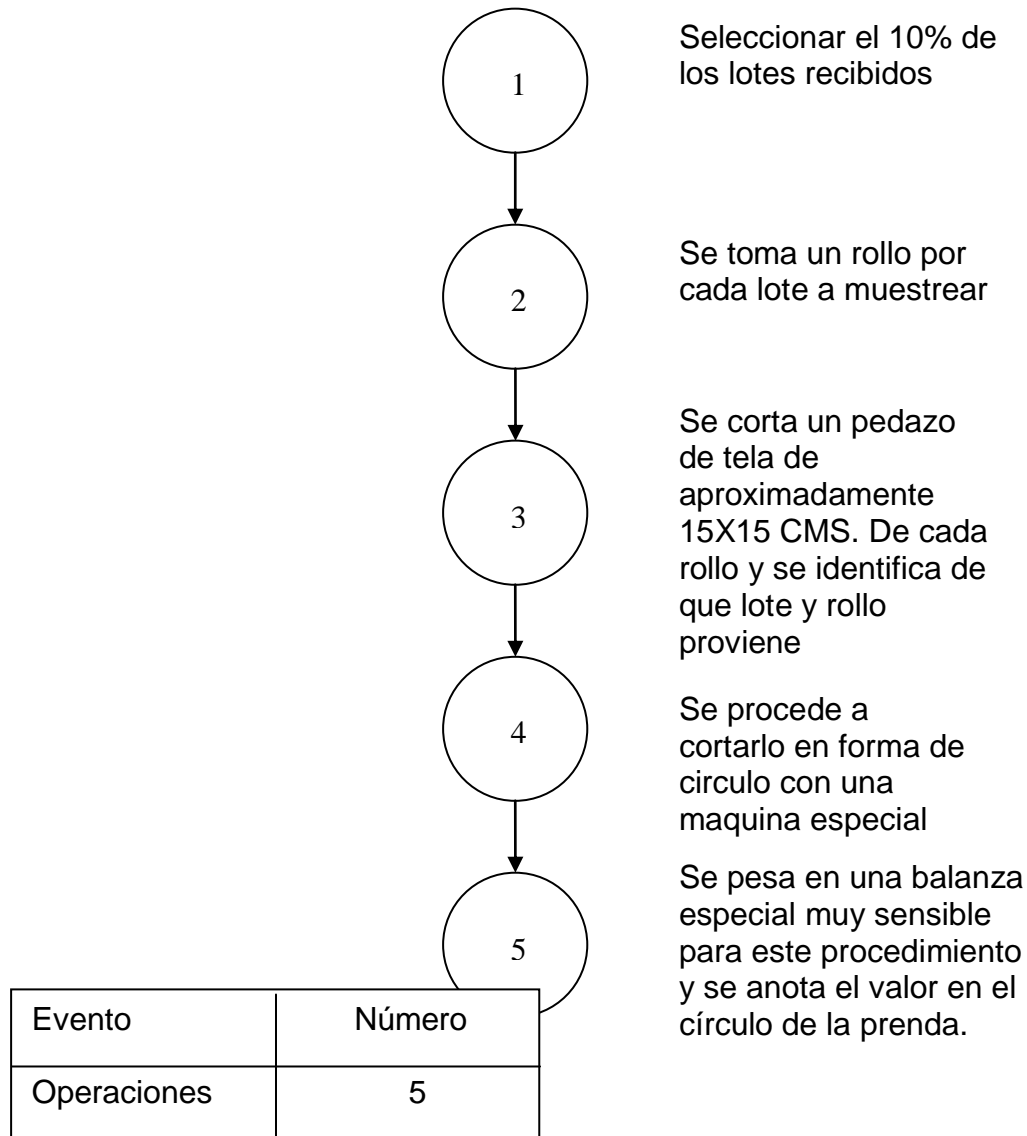 1
Seleccionar el 10% de
los lotes recibidos
2
Se toma un rollo por
cada lote a muestrear
3
Se corta un pedazo
de tela de
aproximadamente
15X15 CMS. De cada
rollo y se identifica de
que lote y rollo
proviene
4
Se procede a
cortarlo en forma de
circulo con una
maquina especial
5
Se pesa en una balanza
especial muy sensible
para este procedimiento
y se anota el valor en el
círculo de la prenda.
Evento Número
Operaciones 5